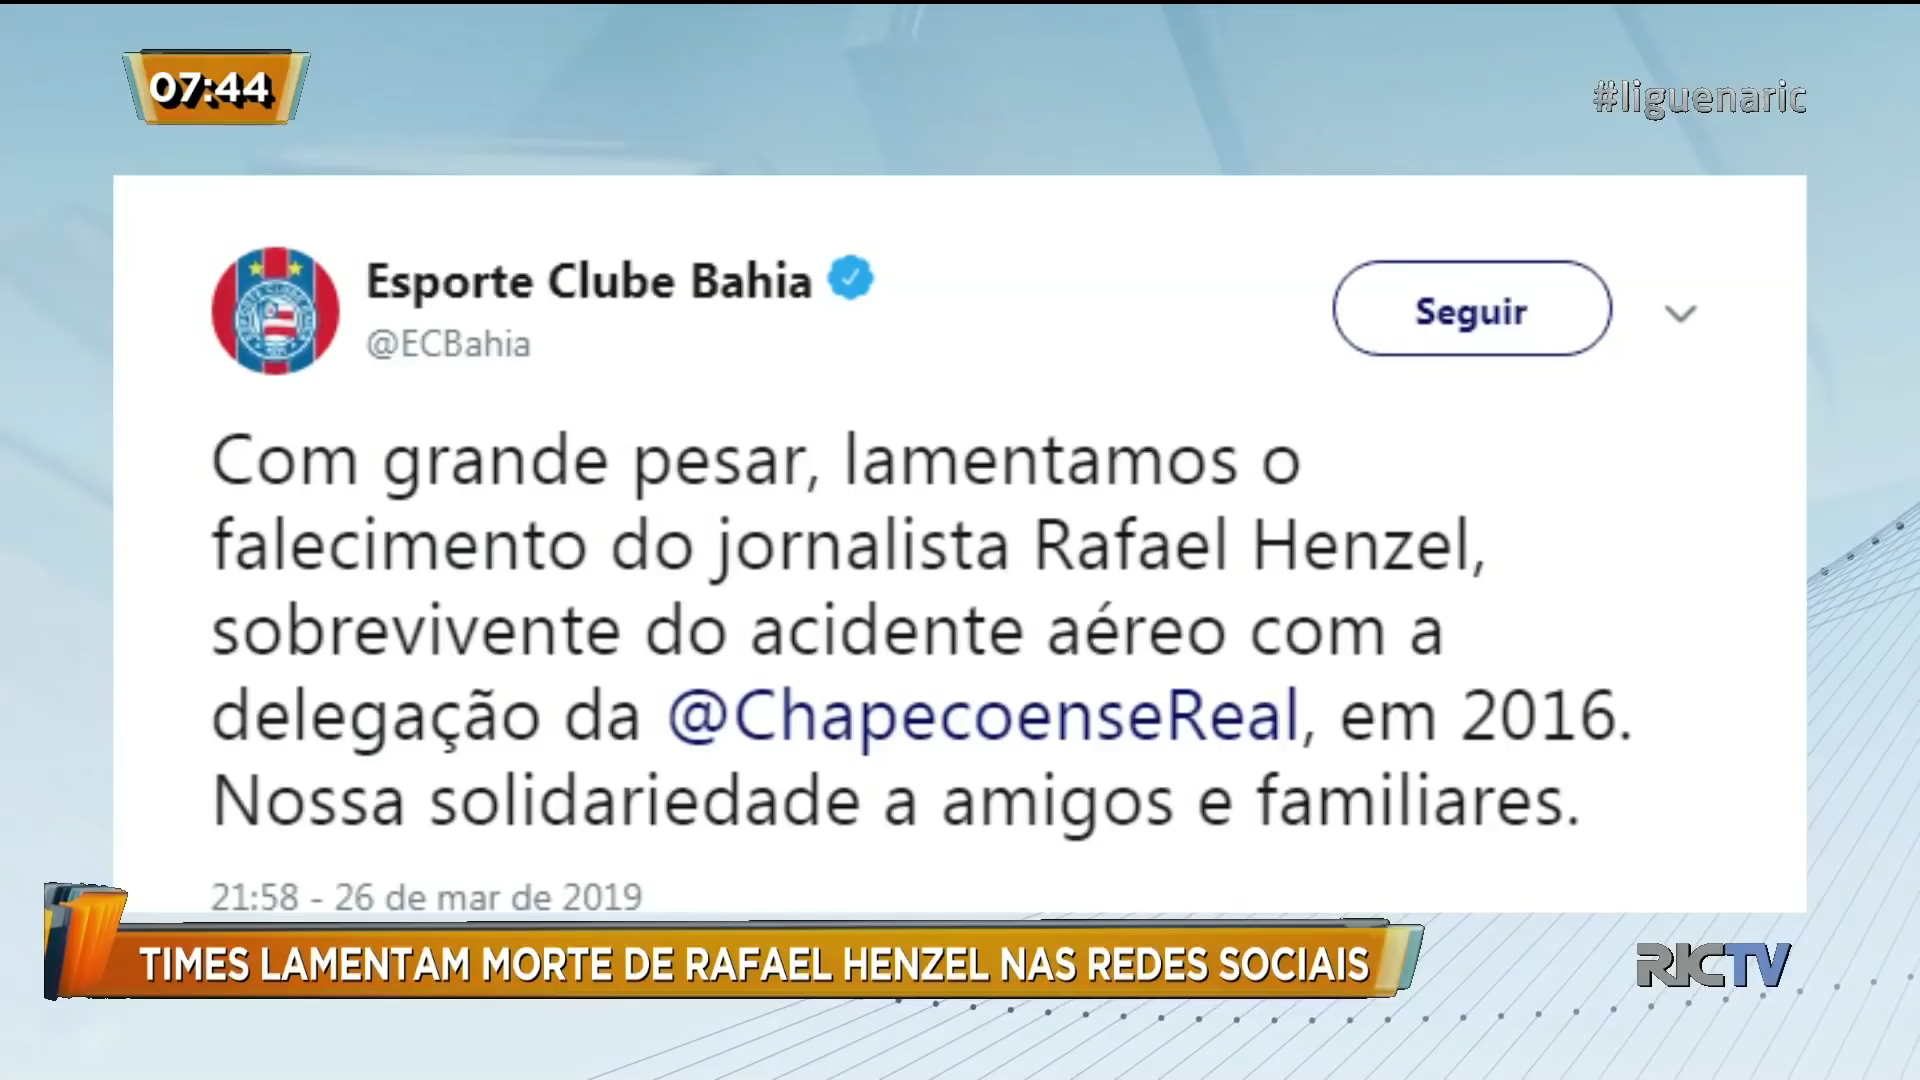 07:44
#liguenaric
Esporte Clube Bahia
@ECBahia
Seguir
Com grande pesar, lamentamos o
falecimento do jornalista Rafael Henzel,
sobrevivente do acidente aéreo com a
delegação da @ChapecoenseReal, em 2016.
Nossa solidariedade a amigos e familiares.
21:58 - 26 de mar de 2019
TIMES LAMENTAM MORTE DE RAFAEL HENZEL NAS REDES SOCIAIS
RICTV